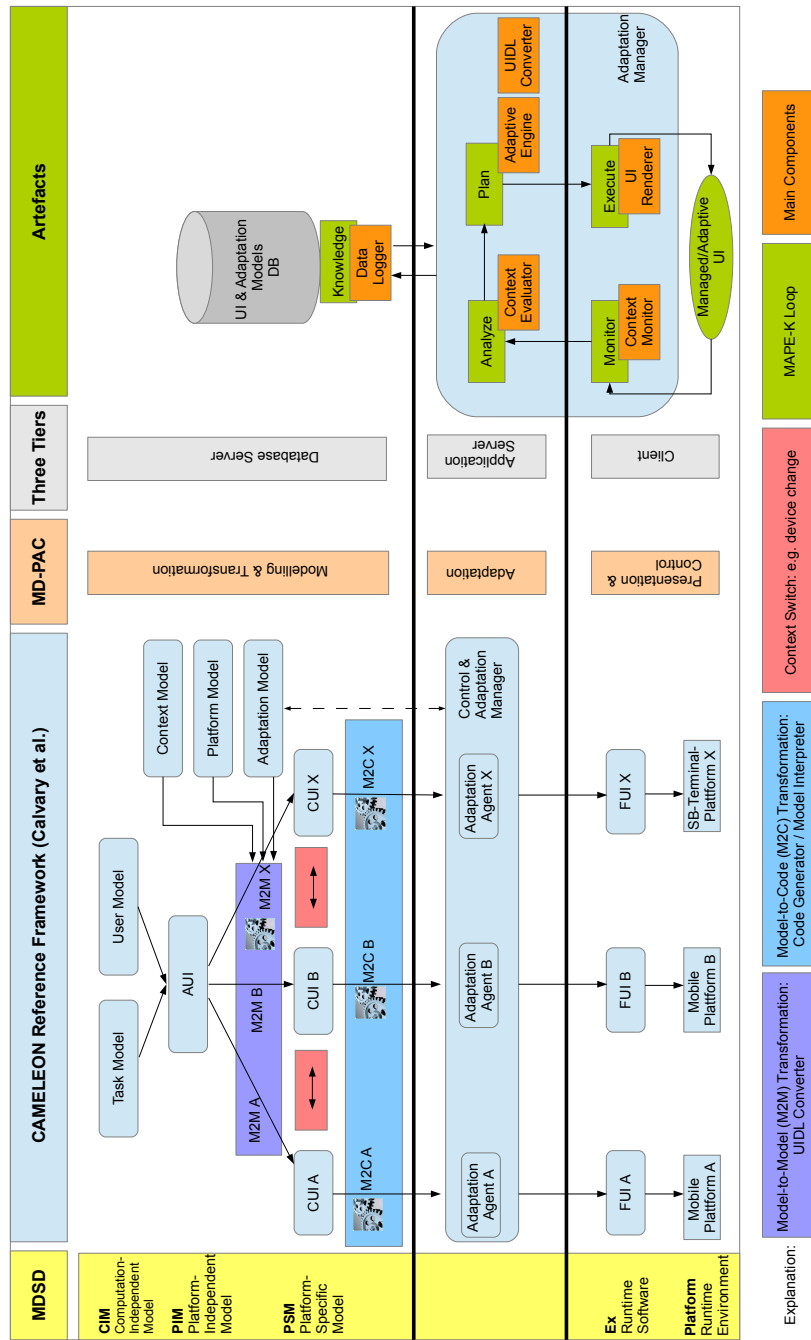 MDSD
CAMELEON Reference Framework (Calvary et al.)
MD-PAC
Three Tiers
Artefacts
CIM
Computation-
Independent
Model
PIM
Platform-
Independent
Model
PSM
Platform-
Specific
Model
Ex
Runtime
Software
Platform
Runtime
Environment
Task Model
User Model
AUI
Context Model
Platform Model
Adaptation Model
M2M A
M2M B
M2M X
CUI A
CUI B
CUI X
M2C A
M2C B
M2C X
Adaptation
Agent A
Adaptation
Agent B
Adaptation
Agent X
Control &
Adaptation
Manager
FUI A
FUI B
FUI X
Mobile
Plattform A
Mobile
Plattform B
SB-Terminal-
Plattform X
Modelling & Transformation
Adaptation
Presentation &
Control
Database Server
Application
Server
Client
UI & Adaptation
Models
DB
Knowledge
Data
Logger
Analyze
Context
Evaluator
Plan
Adaptive
Engine
UIDL
Converter
Monitor
Context
Monitor
Execute
UI
Renderer
Adaptation
Manager
Managed/Adaptive
UI
Explanation:
Model-to-Model (M2M) Transformation:
UIDL Converter
Model-to-Code (M2C) Transformation:
Code Generator / Model Interpreter
Context Switch: e.g. device change
MAPE-K Loop
Main Components